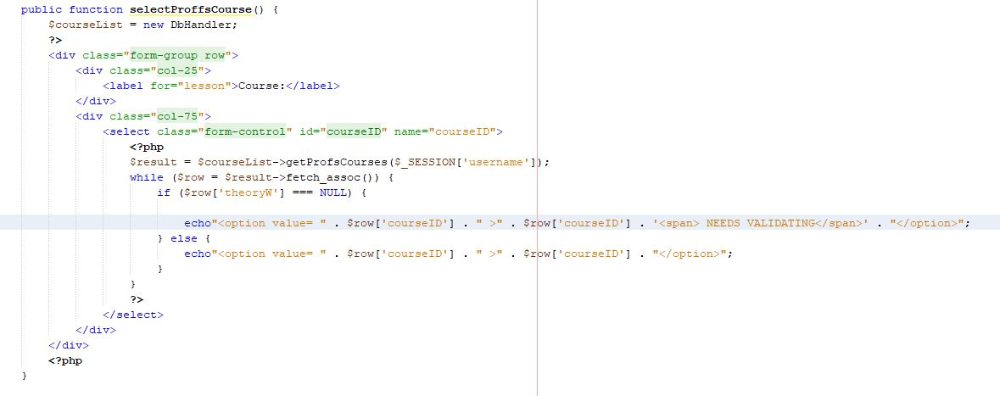 public function selectProffsCourse() {
$courseList = new DbHandler;
?>
<div class="form-group row">
<div class="col-25">
<label for="lesson">Course:</label>
</div>
<div class="col-75">
<select class="form-control" id="courseID" name="courseID">
<?php
$result = $courseList->getProfsCourses($_SESSION['username']);
while ($row = $result->fetch_assoc()) {
if ($row['theoryW'] === NULL) {
echo"<option value= " . $row['courseID'] . " >" . $row['courseID'] . '<span> NEEDS VALIDATING</span>' . "</option>";
} else {
echo"<option value= " . $row['courseID'] . " >" . $row['courseID'] . "</option>";
}
}
?>
</select>
</div>
</div>
<?php
}